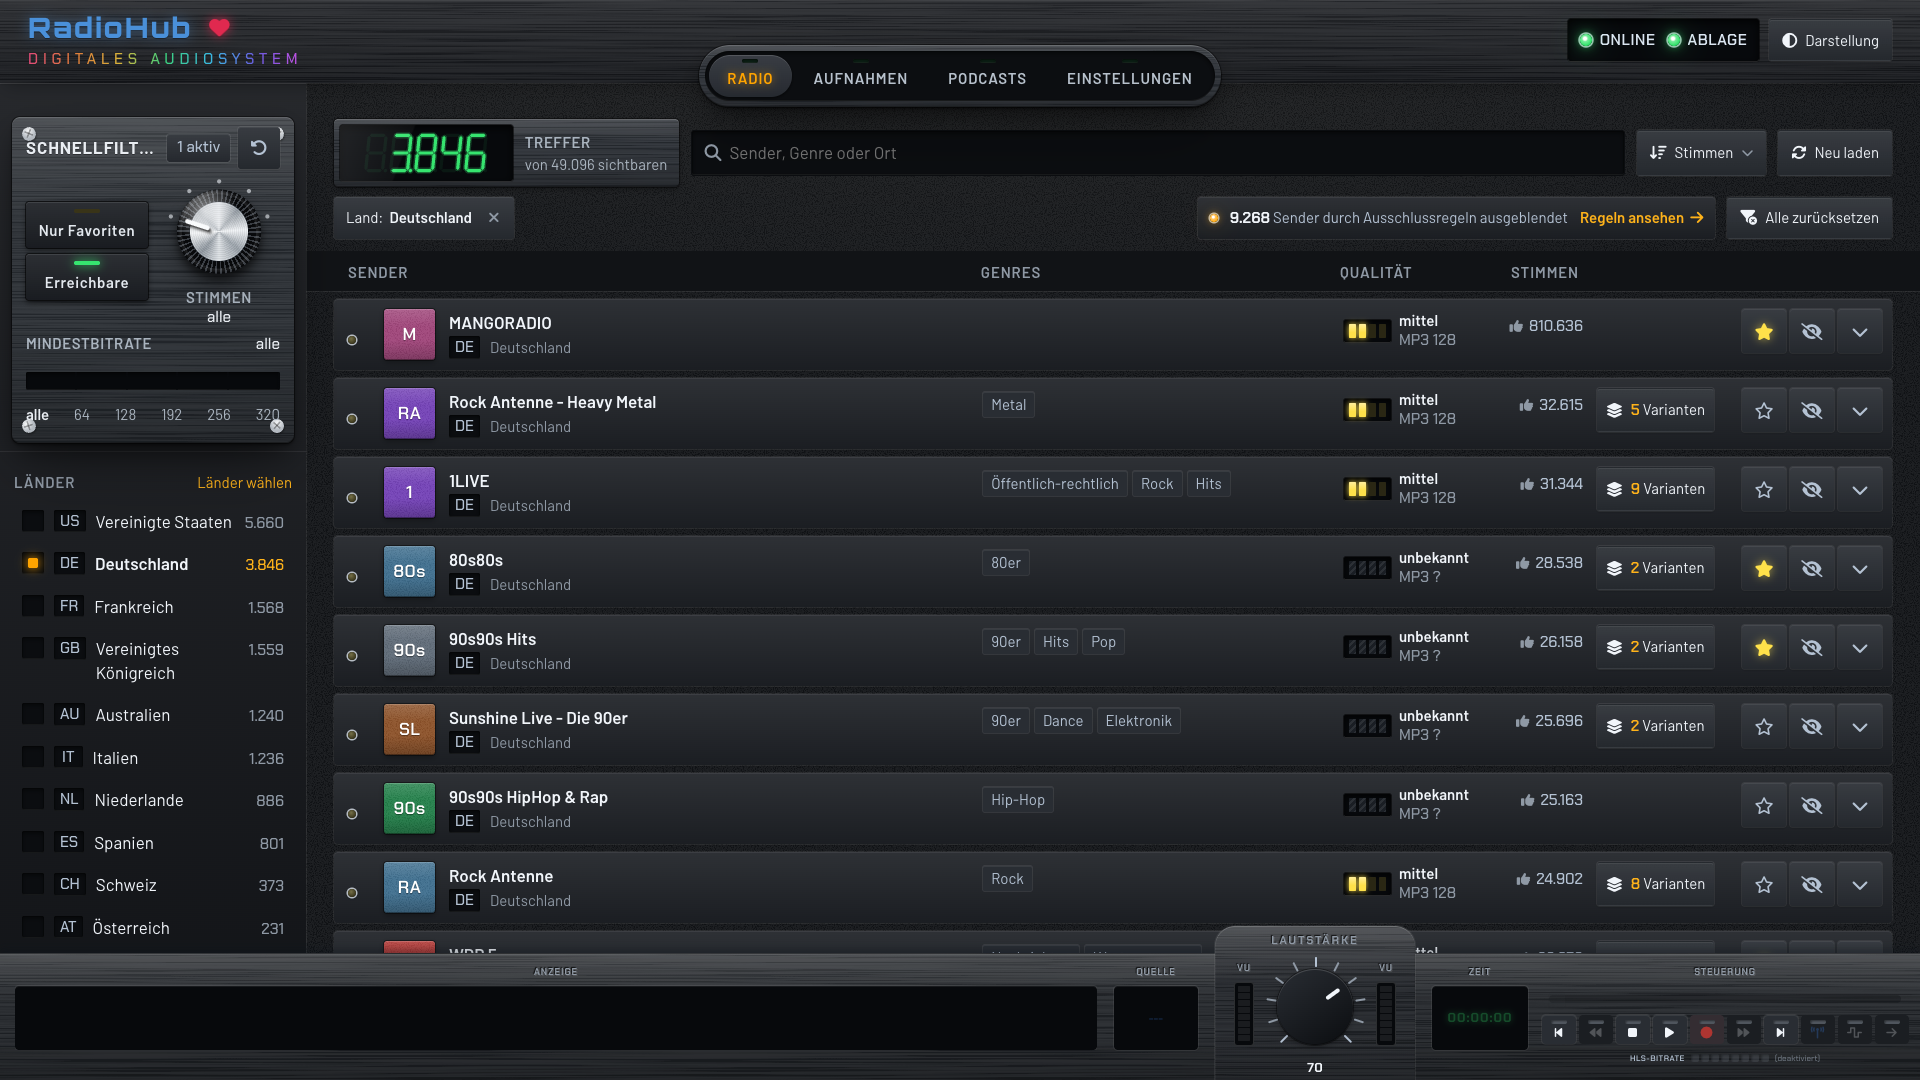 RadioHub
DIGITALES AUDIOSYSTEM
RADIO
AUFNAHMEN
PODCASTS
EINSTELLUNGEN
ONLINE
ABLAGE
Darstellung
SCHNELLFILT...
1 aktiv
Nur Favoriten
Erreichbare
STIMMEN
alle
MINDESTBITRATE alle
alle 64 128 192 256 320
LÄNDER Länder wählen
US Vereinigte Staaten 5.660
DE Deutschland 3.846
FR Frankreich 1.568
GB Vereinigtes 1.559
Königreich
AU Australien 1.240
IT Italien 1.236
NL Niederlande 886
ES Spanien 801
CH Schweiz 373
AT Österreich 231
3.846
TREFFER
von 49.096 sichtbaren
Sender, Genre oder Ort
Stimmen
Neu laden
Land: Deutschland
9.268 Sender durch Ausschlussregeln ausgeblendet Regeln ansehen
Alle zurücksetzen
SENDER GENRES QUALITÄT STIMMEN
M MANGORADIO mittel 810.636
DE Deutschland MP3 128
RA Rock Antenne - Heavy Metal Metal mittel 32.615 5 Varianten
DE Deutschland MP3 128
1 1LIVE Öffentlich-rechtlich Rock Hits mittel 31.344 9 Varianten
DE Deutschland MP3 128
80s 80s80s 80er unbekannt 28.538 2 Varianten
DE Deutschland MP3 ?
90s 90s90s Hits 90er Hits Pop unbekannt 26.158 2 Varianten
DE Deutschland MP3 ?
SL Sunshine Live - Die 90er 90er Dance Elektronik unbekannt 25.696 2 Varianten
DE Deutschland MP3 ?
90s 90s90s HipHop & Rap Hip-Hop unbekannt 25.163
DE Deutschland MP3 ?
RA Rock Antenne Rock mittel 24.902 8 Varianten
DE Deutschland MP3 128
ANZEIGE
QUELLE
---
LAUTSTÄRKE
VU
VU
70
ZEIT
00:00:00
STEUERUNG
HLS-BITRATE [deaktiviert]